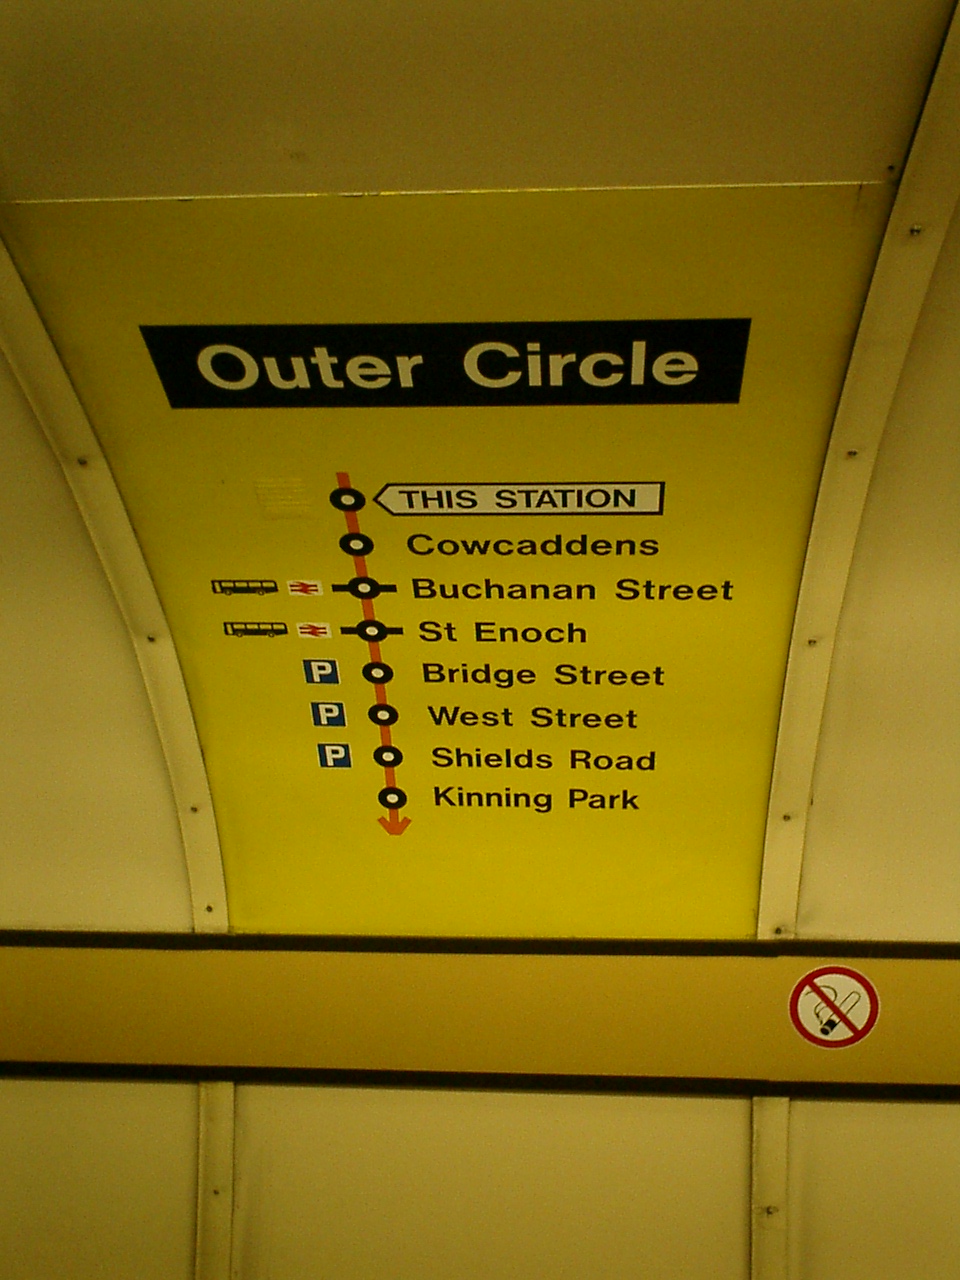 Outer Circle
THIS STATION
Cowcaddens
Buchanan Street
St Enoch
P Bridge Street
P West Street
P Shields Road
Kinning Park